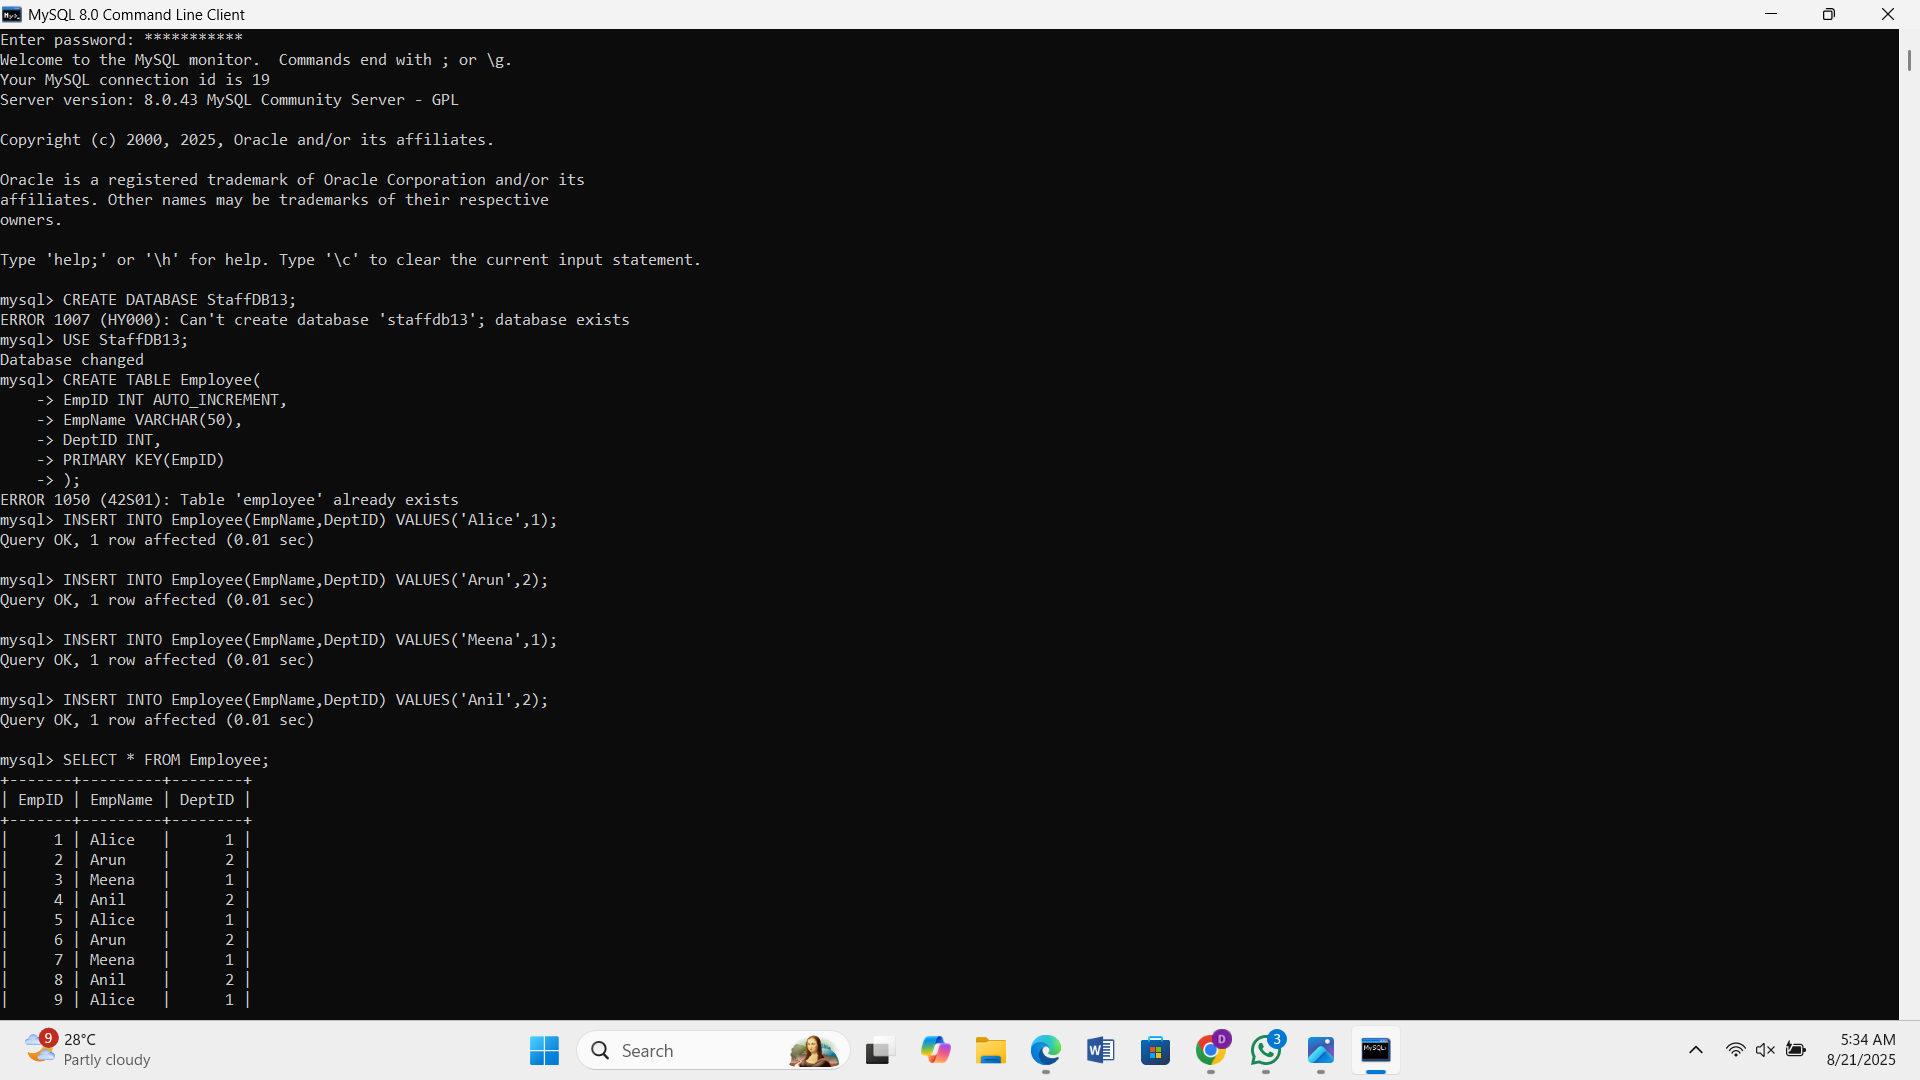 MySQL 8.0 Command Line Client
Enter password: ***********
Welcome to the MySQL monitor.  Commands end with ; or \g.
Your MySQL connection id is 19
Server version: 8.0.43 MySQL Community Server - GPL
Copyright (c) 2000, 2025, Oracle and/or its affiliates.
Oracle is a registered trademark of Oracle Corporation and/or its
affiliates. Other names may be trademarks of their respective
owners.
Type 'help;' or '\h' for help. Type '\c' to clear the current input statement.
mysql> CREATE DATABASE StaffDB13;
ERROR 1007 (HY000): Can't create database 'staffdb13'; database exists
mysql> USE StaffDB13;
Database changed
mysql> CREATE TABLE Employee(
    -> EmpID INT AUTO_INCREMENT,
    -> EmpName VARCHAR(50),
    -> DeptID INT,
    -> PRIMARY KEY(EmpID)
    -> );
ERROR 1050 (42S01): Table 'employee' already exists
mysql> INSERT INTO Employee(EmpName,DeptID) VALUES('Alice',1);
Query OK, 1 row affected (0.01 sec)
mysql> INSERT INTO Employee(EmpName,DeptID) VALUES('Arun',2);
Query OK, 1 row affected (0.01 sec)
mysql> INSERT INTO Employee(EmpName,DeptID) VALUES('Meena',1);
Query OK, 1 row affected (0.01 sec)
mysql> INSERT INTO Employee(EmpName,DeptID) VALUES('Anil',2);
Query OK, 1 row affected (0.01 sec)
mysql> SELECT * FROM Employee;
+-------+---------+--------+
| EmpID | EmpName | DeptID |
+-------+---------+--------+
|     1 | Alice   |      1 |
|     2 | Arun    |      2 |
|     3 | Meena   |      1 |
|     4 | Anil    |      2 |
|     5 | Alice   |      1 |
|     6 | Arun    |      2 |
|     7 | Meena   |      1 |
|     8 | Anil    |      2 |
|     9 | Alice   |      1 |
9
28°C
Partly cloudy
Search
W
D
3
MySQL
5:34 AM
8/21/2025